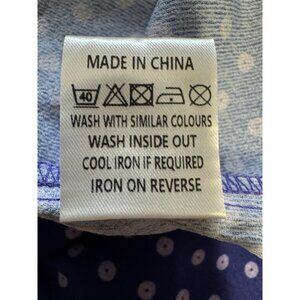 MADE IN CHINA
40
WASH WITH SIMILAR COLOURS
WASH INSIDE OUT
COOL IRON IF REQUIRED
IRON ON REVERSE